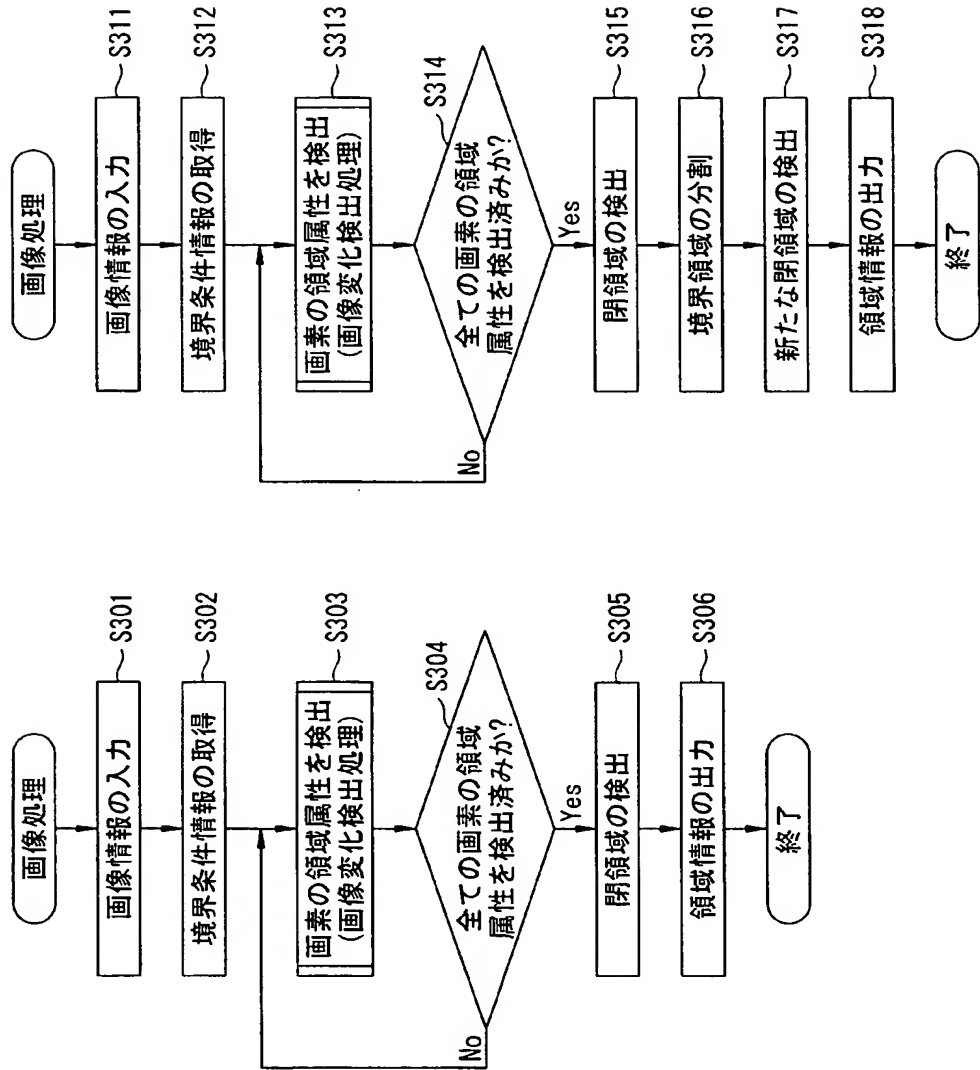 画像処理
画像情報の入力
S301
境界条件情報の取得
S302
画素の領域属性を検出
(画像変化検出処理)
S303
全ての画素の領域
属性を検出済みか?
S304
No
Yes
閉領域の検出
S305
領域情報の出力
S306
終了
画像処理
画像情報の入力
S311
境界条件情報の取得
S312
画素の領域属性を検出
(画像変化検出処理)
S313
全ての画素の領域
属性を検出済みか?
S314
No
Yes
閉領域の検出
S315
境界領域の分割
S316
新たな閉領域の検出
S317
領域情報の出力
S318
終了